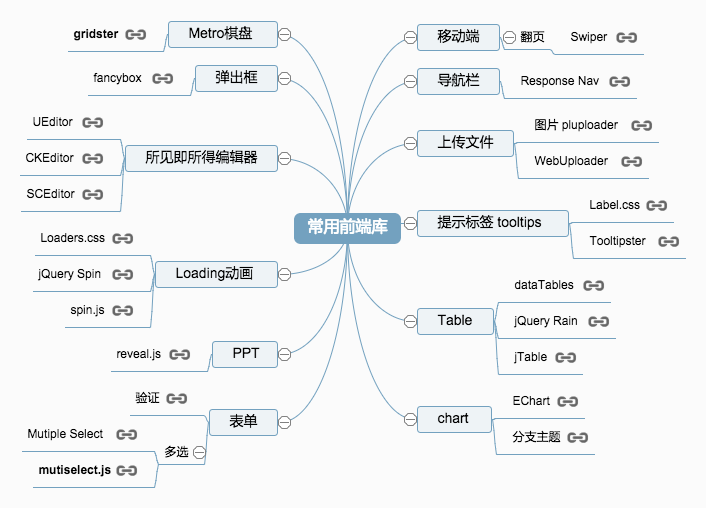 常用前端库
gridster
Metro棋盘
fancybox
弹出框
UEditor
CKEditor
SCEditor
所见即所得编辑器
Loaders.css
jQuery Spin
spin.js
Loading动画
reveal.js
PPT
验证
Mutiple Select
mutiselect.js
多选
表单
移动端
翻页
Swiper
导航栏
Response Nav
上传文件
图片 pluploader
WebUploader
提示标签 tooltips
Label.css
Tooltipster
Table
dataTables
jQuery Rain
jTable
chart
EChart
分支主题